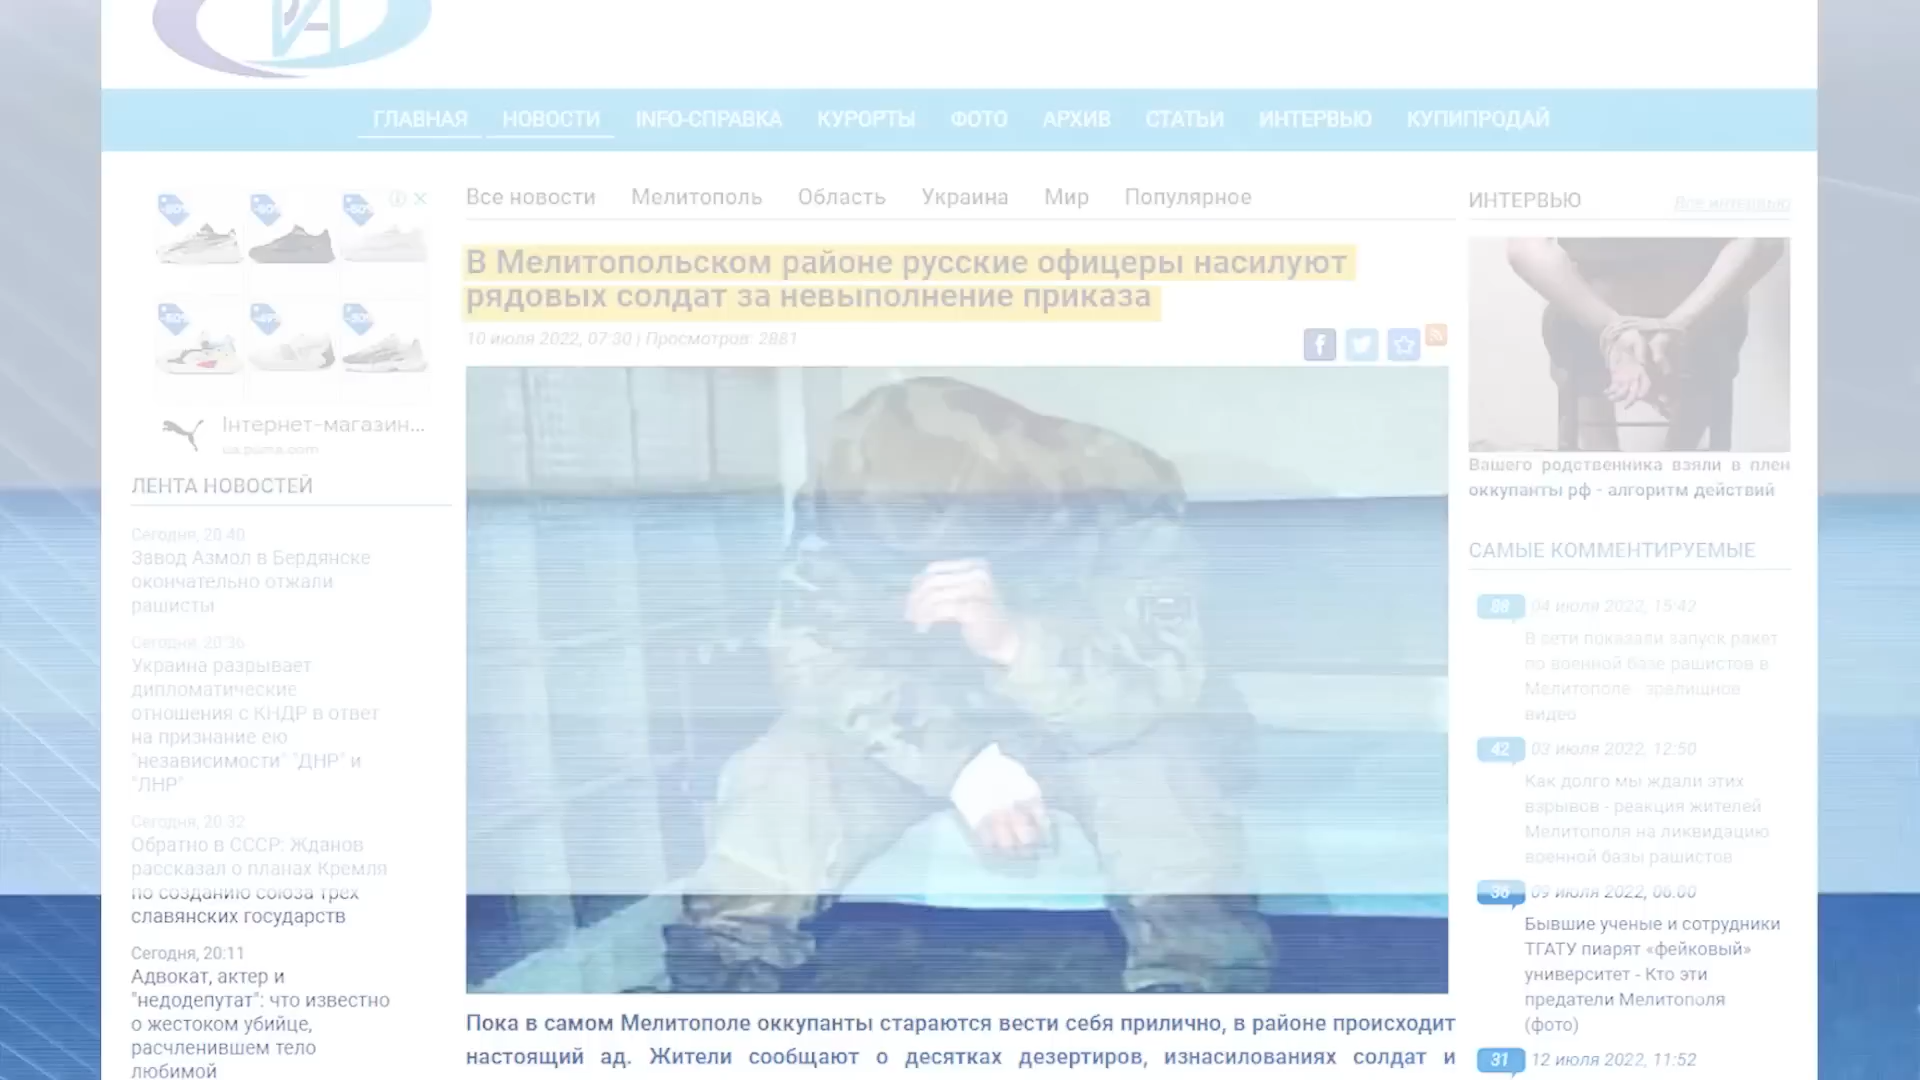 ГЛАВНАЯ НОВОСТИ INFO-СПРАВКА КУРОРТЫ ФОТО АРХИВ СТАТЬИ ИНТЕРВЬЮ КУПИПРОДАЙ
Все новости Мелитополь Область Украина Мир Популярное
В Мелитопольском районе русские офицеры насилуют
рядовых солдат за невыполнение приказа
10 июля 2022, 07:30 | Просмотров: 2881
Пока в самом Мелитополе оккупанты стараются вести себя прилично, в районе происходит
настоящий ад. Жители сообщают о десятках дезертиров, изнасилованиях солдат и
Інтернет-магазин...
ua.puma.com
ЛЕНТА НОВОСТЕЙ
Сегодня, 20:40
Завод Азмол в Бердянске
окончательно отжали
рашисты
Сегодня, 20:36
Украина разрывает
дипломатические
отношения с КНДР в ответ
на признание ею
"независимости" "ДНР" и
"ЛНР"
Сегодня, 20:32
Обратно в СССР: Жданов
рассказал о планах Кремля
по созданию союза трех
славянских государств
Сегодня, 20:11
Адвокат, актер и
"недодепутат": что известно
о жестоком убийце,
расчленившем тело
любимой
ИНТЕРВЬЮ Все интервью
Вашего родственника взяли в плен
оккупанты рф - алгоритм действий
САМЫЕ КОММЕНТИРУЕМЫЕ
88 04 июля 2022, 15:42
В сети показали запуск ракет
по военной базе рашистов в
Мелитополе - зрелищное
видео
42 03 июля 2022, 12:50
Как долго мы ждали этих
взрывов - реакция жителей
Мелитополя на ликвидацию
военной базы рашистов
36 09 июля 2022, 06:00
Бывшие ученые и сотрудники
ТГАТУ пиарят «фейковый»
университет - Кто эти
предатели Мелитополя
(фото)
31 12 июля 2022, 11:52